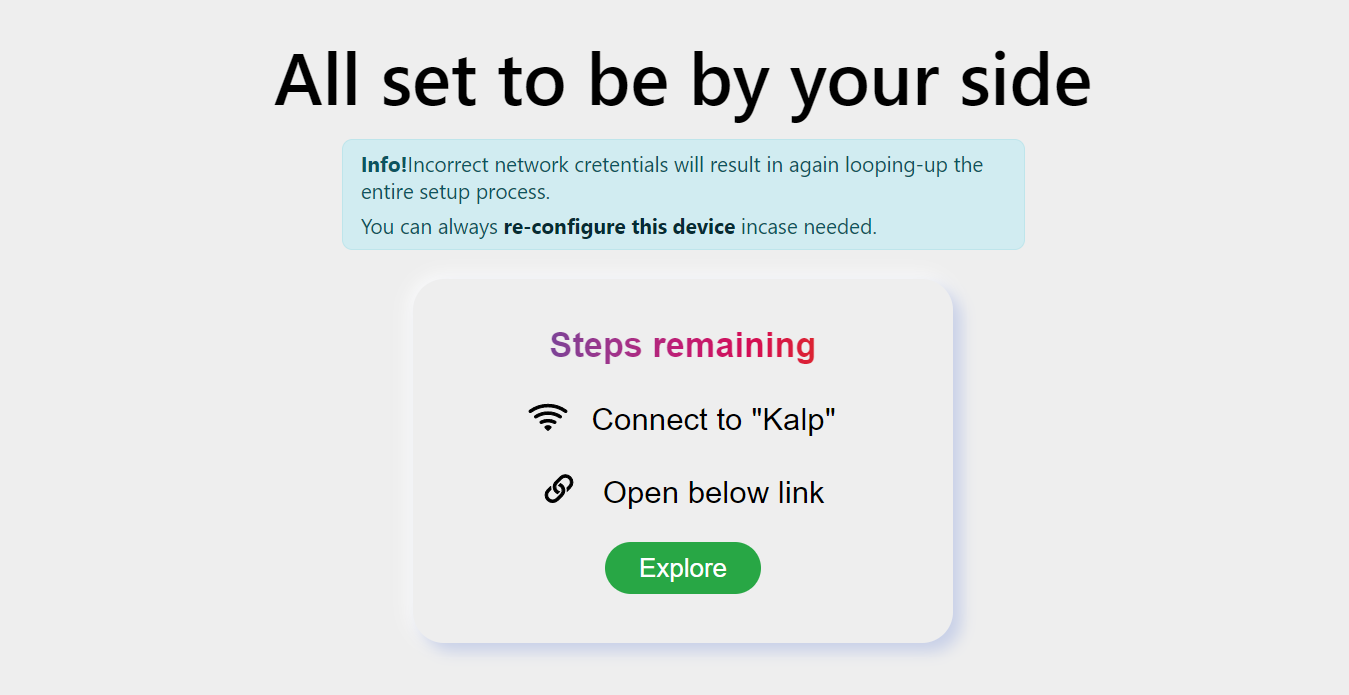 All set to be by your side
Info!Incorrect network cretentials will result in again looping-up the
entire setup process.
You can always re-configure this device incase needed.
Steps remaining
Connect to "Kalp"
Open below link
Explore